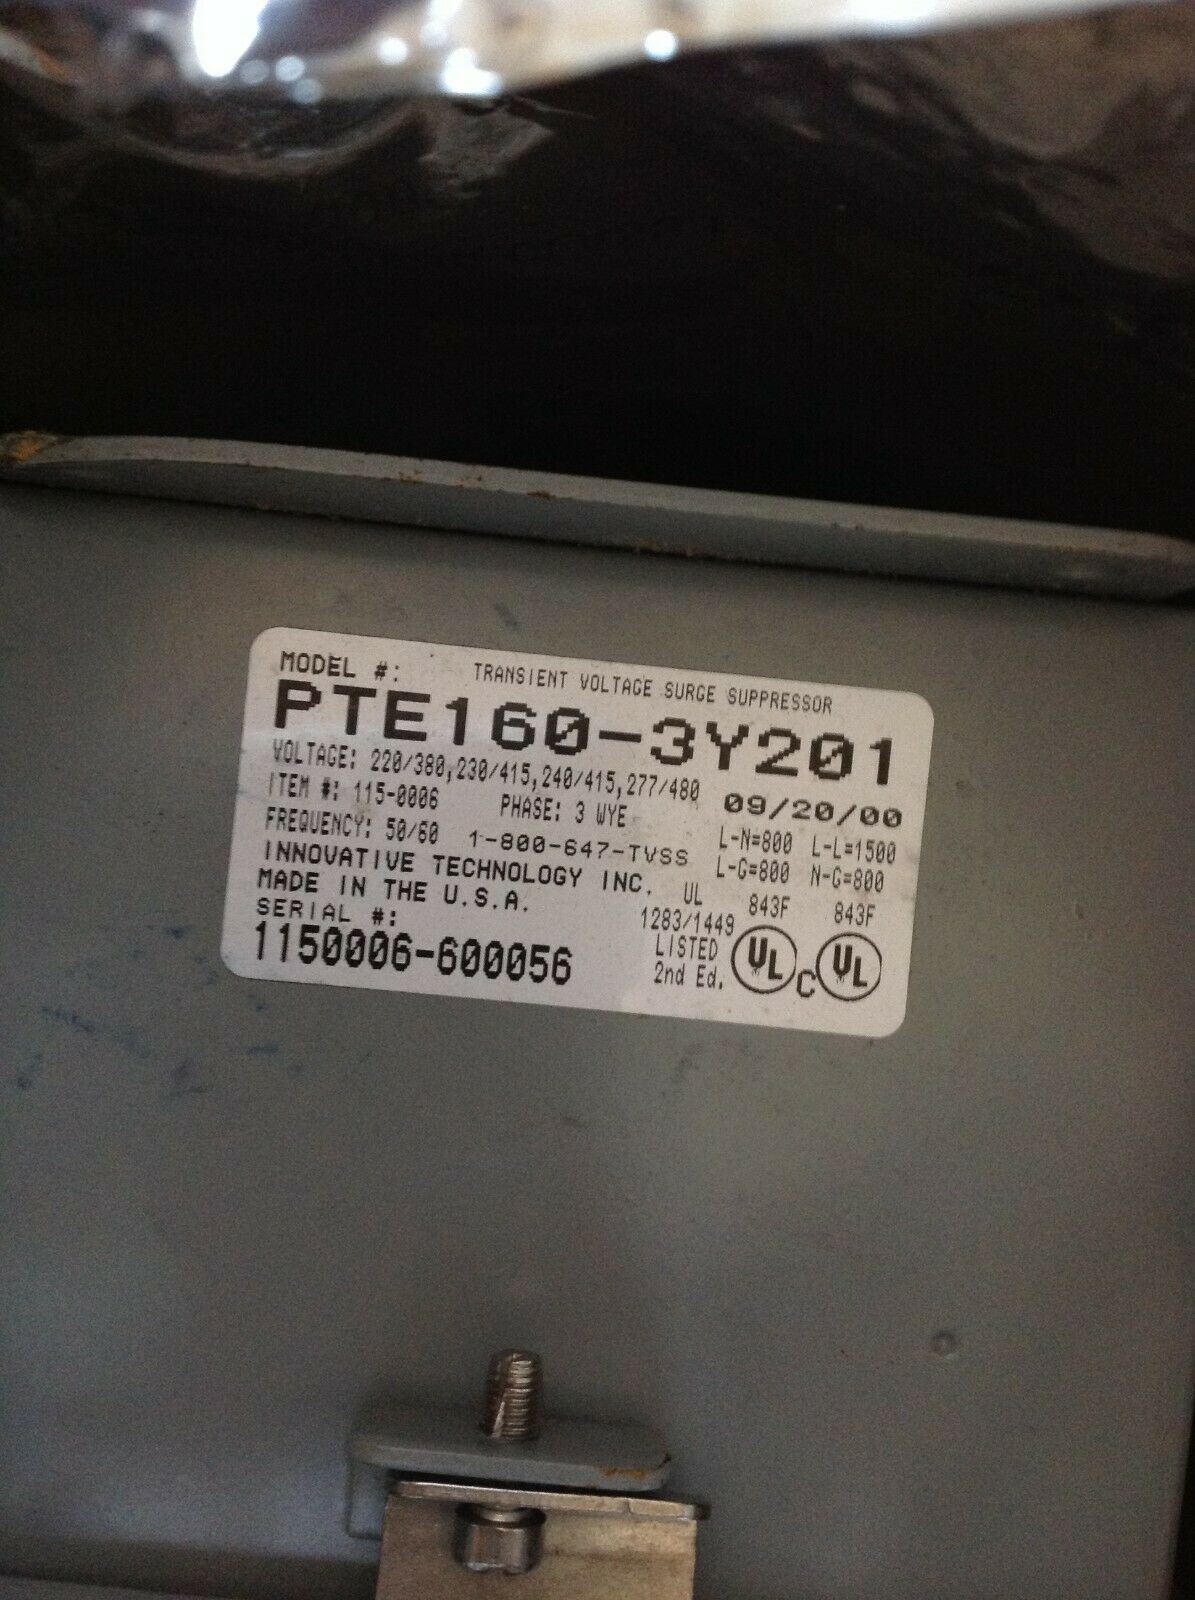 MODEL #: TRANSIENT VOLTAGE SURGE SUPPRESSOR
PTE160-3Y201
VOLTAGE: 220/380,230/415,240/415,277/480 09/20/00
ITEM #: 115-0006 PHASE: 3 WYE L-N=800 L-L=1500
FREQUENCY: 50/60 1-800-647-TVSS L-G=800 N-G=800
INNOVATIVE TECHNOLOGY INC. UL 843F 843F
MADE IN THE U.S.A. 1283/1449
SERIAL #: LISTED UL C UL
1150006-600056 2nd Ed.